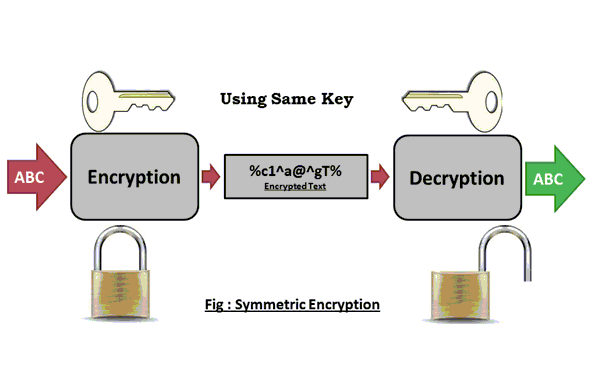 Using Same Key
ABC
Encryption
%c1^a@^gT%
Encrypted Text
Decryption
ABC
Fig : Symmetric Encryption